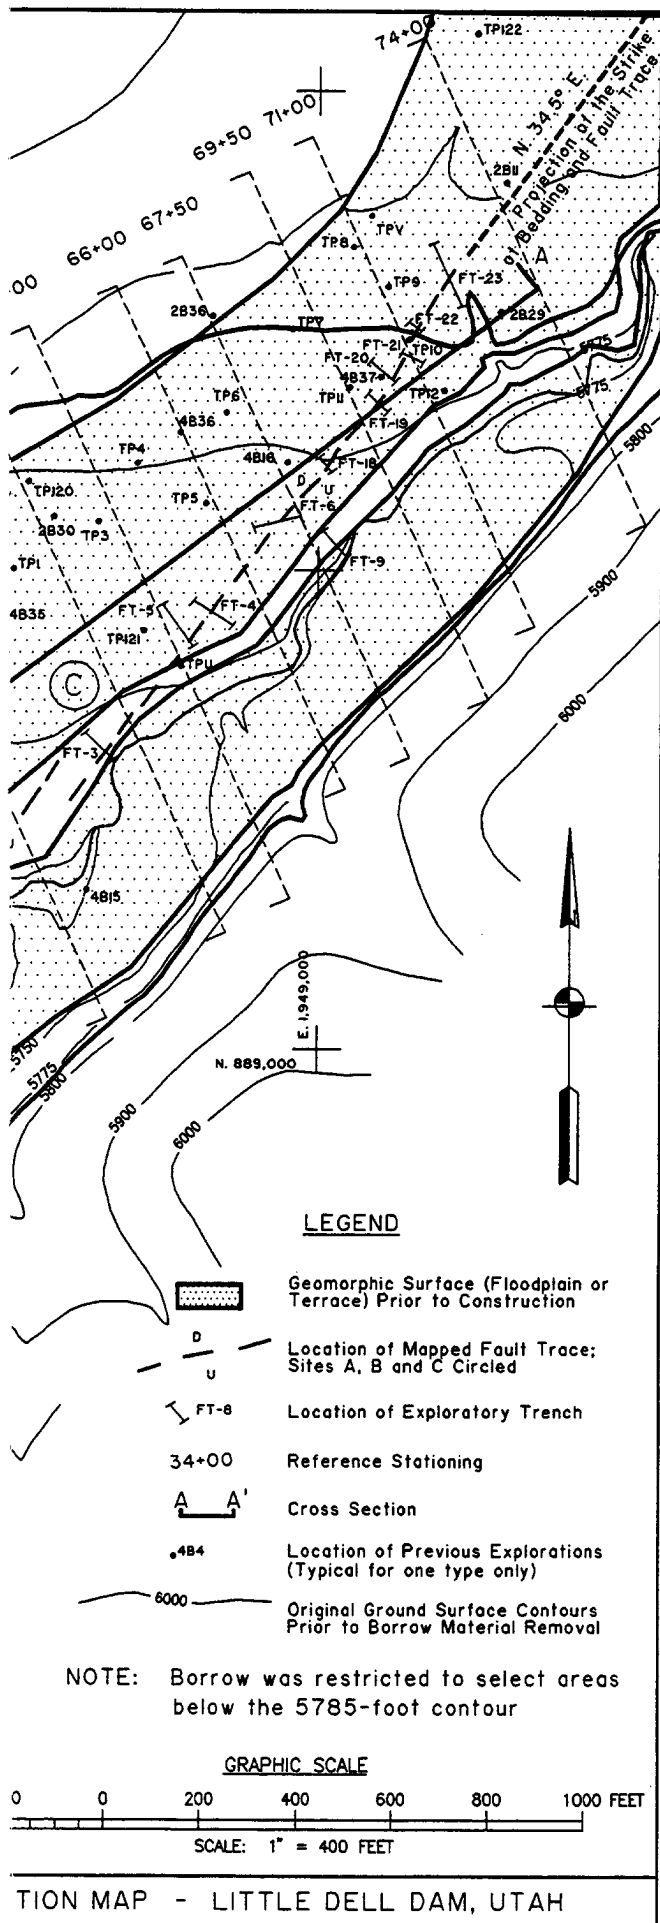 74+00
TP122
71+00
69+50
N. 34.5° E.
Projection of the Strike
of Bedding and Fault Trace
67+50
2B11
66+00
TPV
TP8
A
00
FT-23
TP9
2B36
2B29
FT-22
TPY
FT-21
TP10
5775
FT-20
4B37
5775
TP11
TP12
TP6
FT-19
4B36
5800
TP4
4B16
FT-18
D
U
TP120
TP5
FT-6
2B30
TP3
TP1
FT-9
5900
4B35
FT-5
FT-4
TP121
TPU
C
6000
FT-3
4B15
E. 1,949,000
N. 889,000
5750
5775
5800
5900
6000
LEGEND
Geomorphic Surface (Floodplain or
Terrace) Prior to Construction
D
U
Location of Mapped Fault Trace;
Sites A, B and C Circled
FT-8
Location of Exploratory Trench
34+00
Reference Stationing
A A'
Cross Section
4B4
Location of Previous Explorations
(Typical for one type only)
6000
Original Ground Surface Contours
Prior to Borrow Material Removal
NOTE: Borrow was restricted to select areas
below the 5785-foot contour
GRAPHIC SCALE
0 0 200 400 600 800 1000 FEET
SCALE: 1" = 400 FEET
TION MAP - LITTLE DELL DAM, UTAH